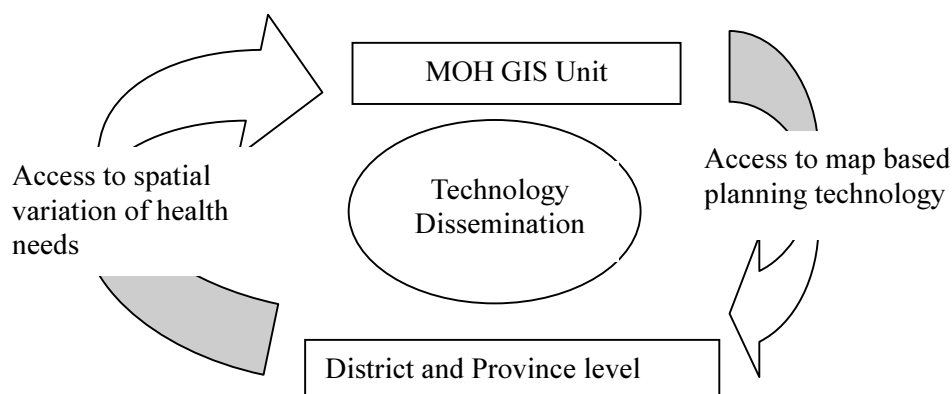 MOH GIS Unit
Access to spatial
variation of health
needs
Technology
Dissemination
Access to map based
planning technology
District and Province level